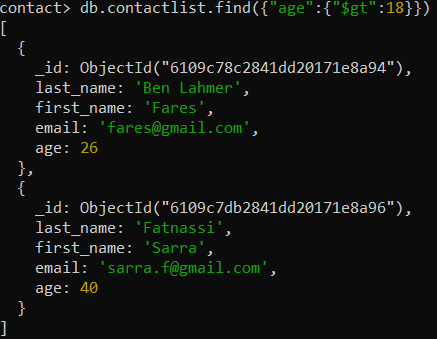 contact> db.contactlist.find({"age":{"$gt":18}})
[
  {
    _id: ObjectId("6109c78c2841dd20171e8a94"),
    last_name: 'Ben Lahmer',
    first_name: 'Fares',
    email: 'fares@gmail.com',
    age: 26
  },
  {
    _id: ObjectId("6109c7db2841dd20171e8a96"),
    last_name: 'Fatnassi',
    first_name: 'Sarra',
    email: 'sarra.f@gmail.com',
    age: 40
  }
]